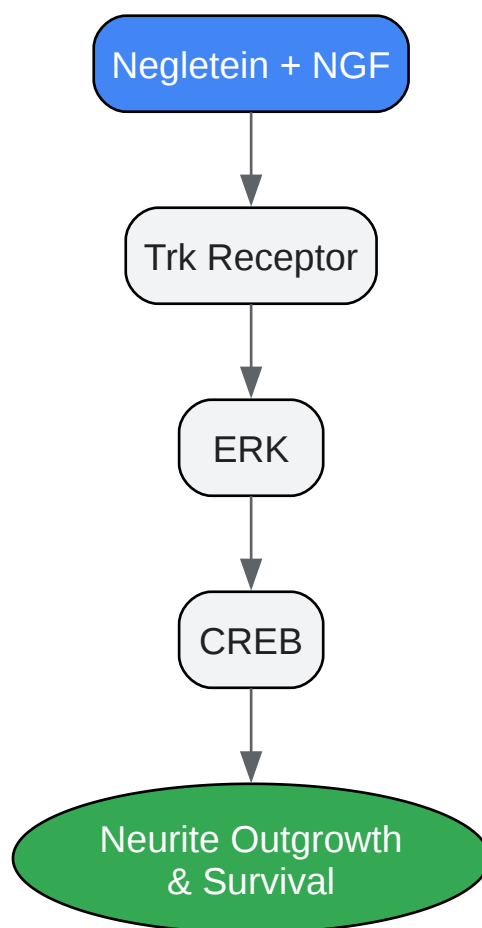 Negletein + NGF
Trk Receptor
ERK
CREB
Neurite Outgrowth
& Survival